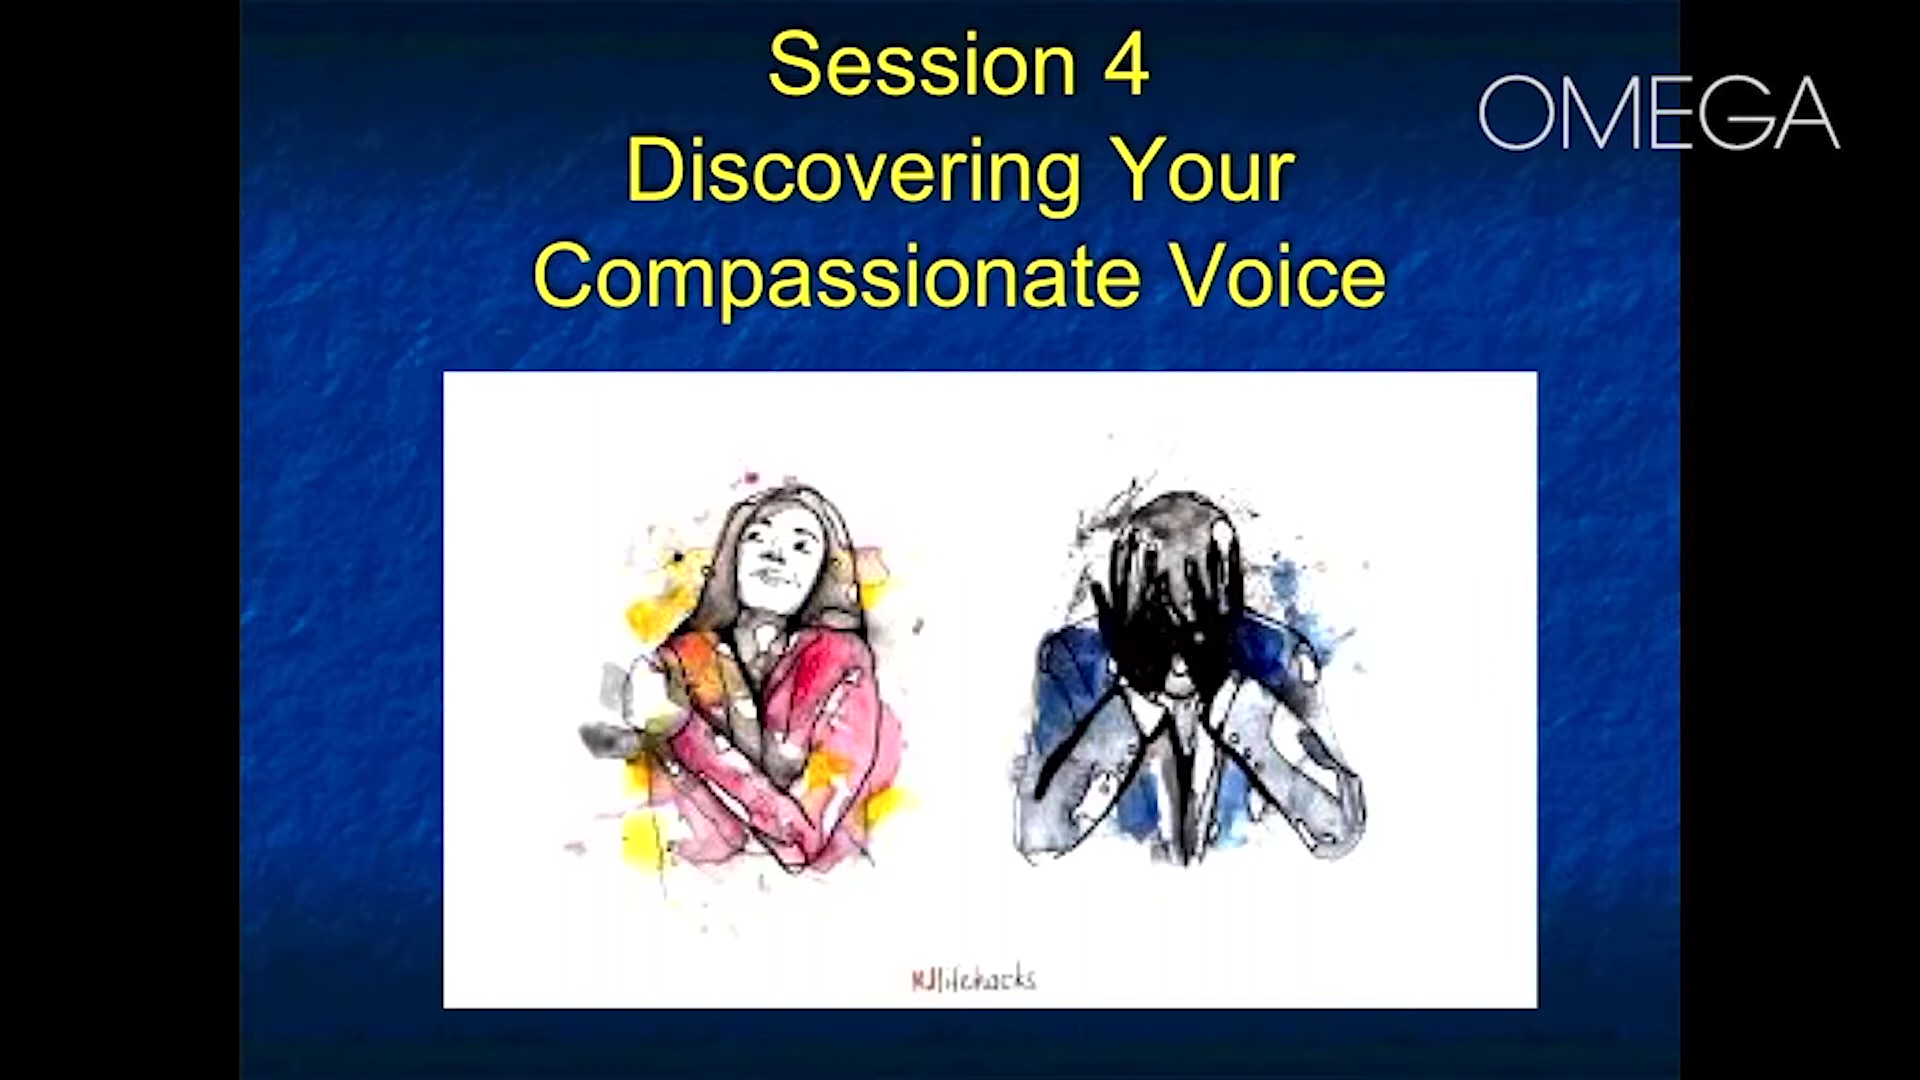 Session 4
OMEGA
Discovering Your
Compassionate Voice
MJlifehacks